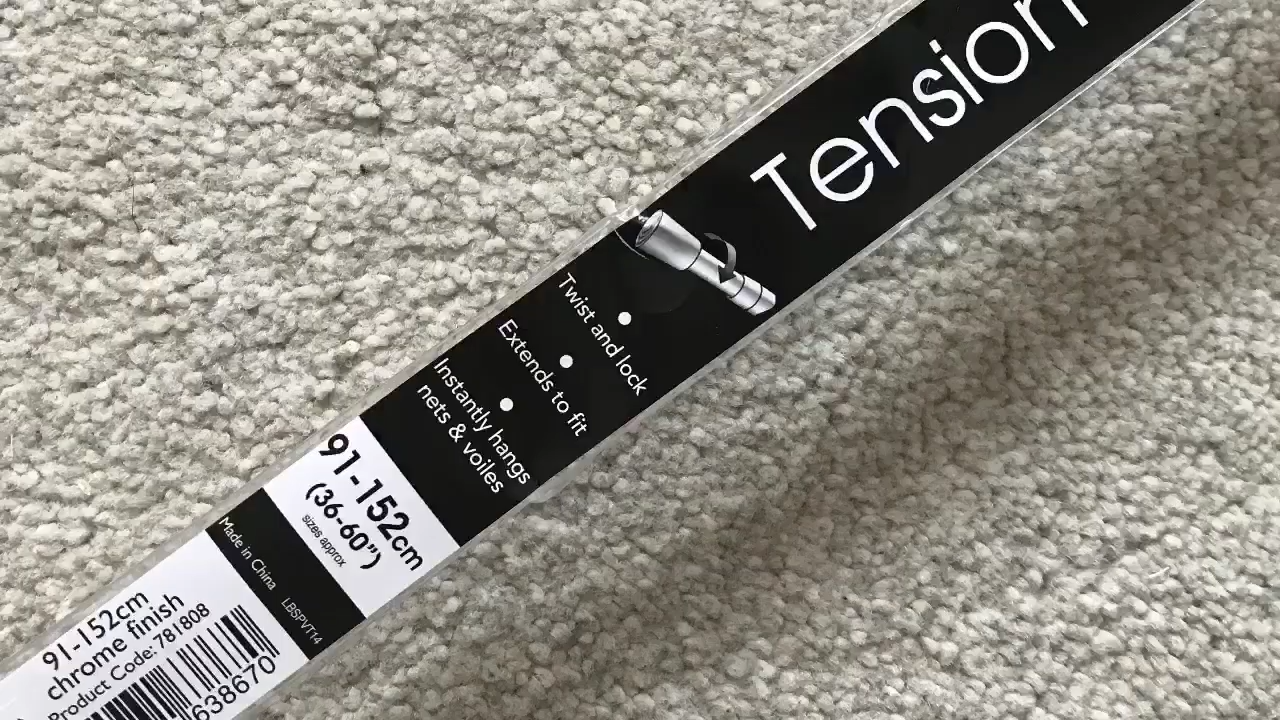 Tension
Twist and lock
Extends to fit
Instantly hangs
nets & voiles
91-152cm
(36-60")
sizes approx
Made in China
LBSPVT14
91-152cm
chrome finish
Product Code: 781808
638670